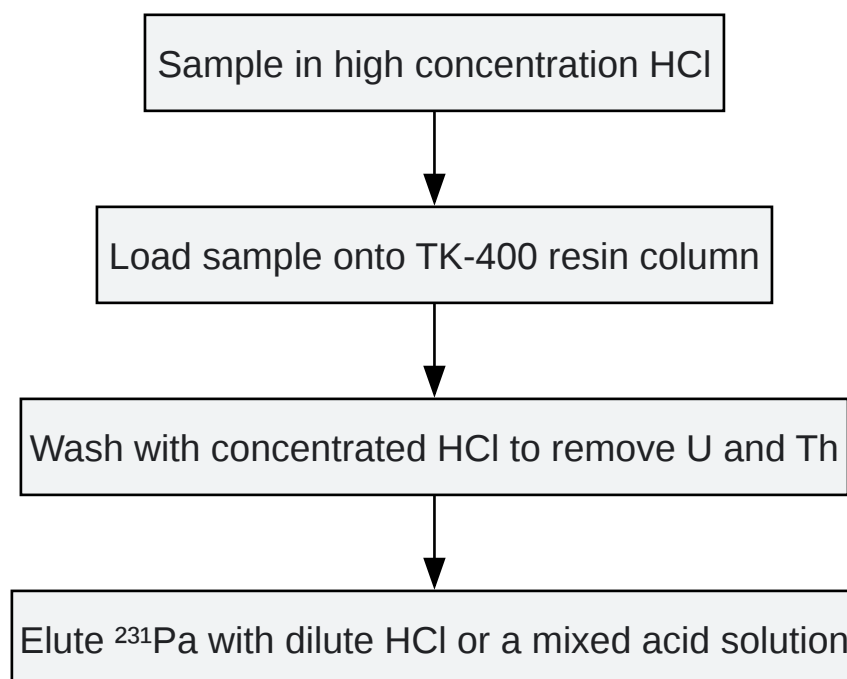 Sample in high concentration HCl
Load sample onto TK-400 resin column
Wash with concentrated HCl to remove U and Th
Elute ²³¹Pa with dilute HCl or a mixed acid solution